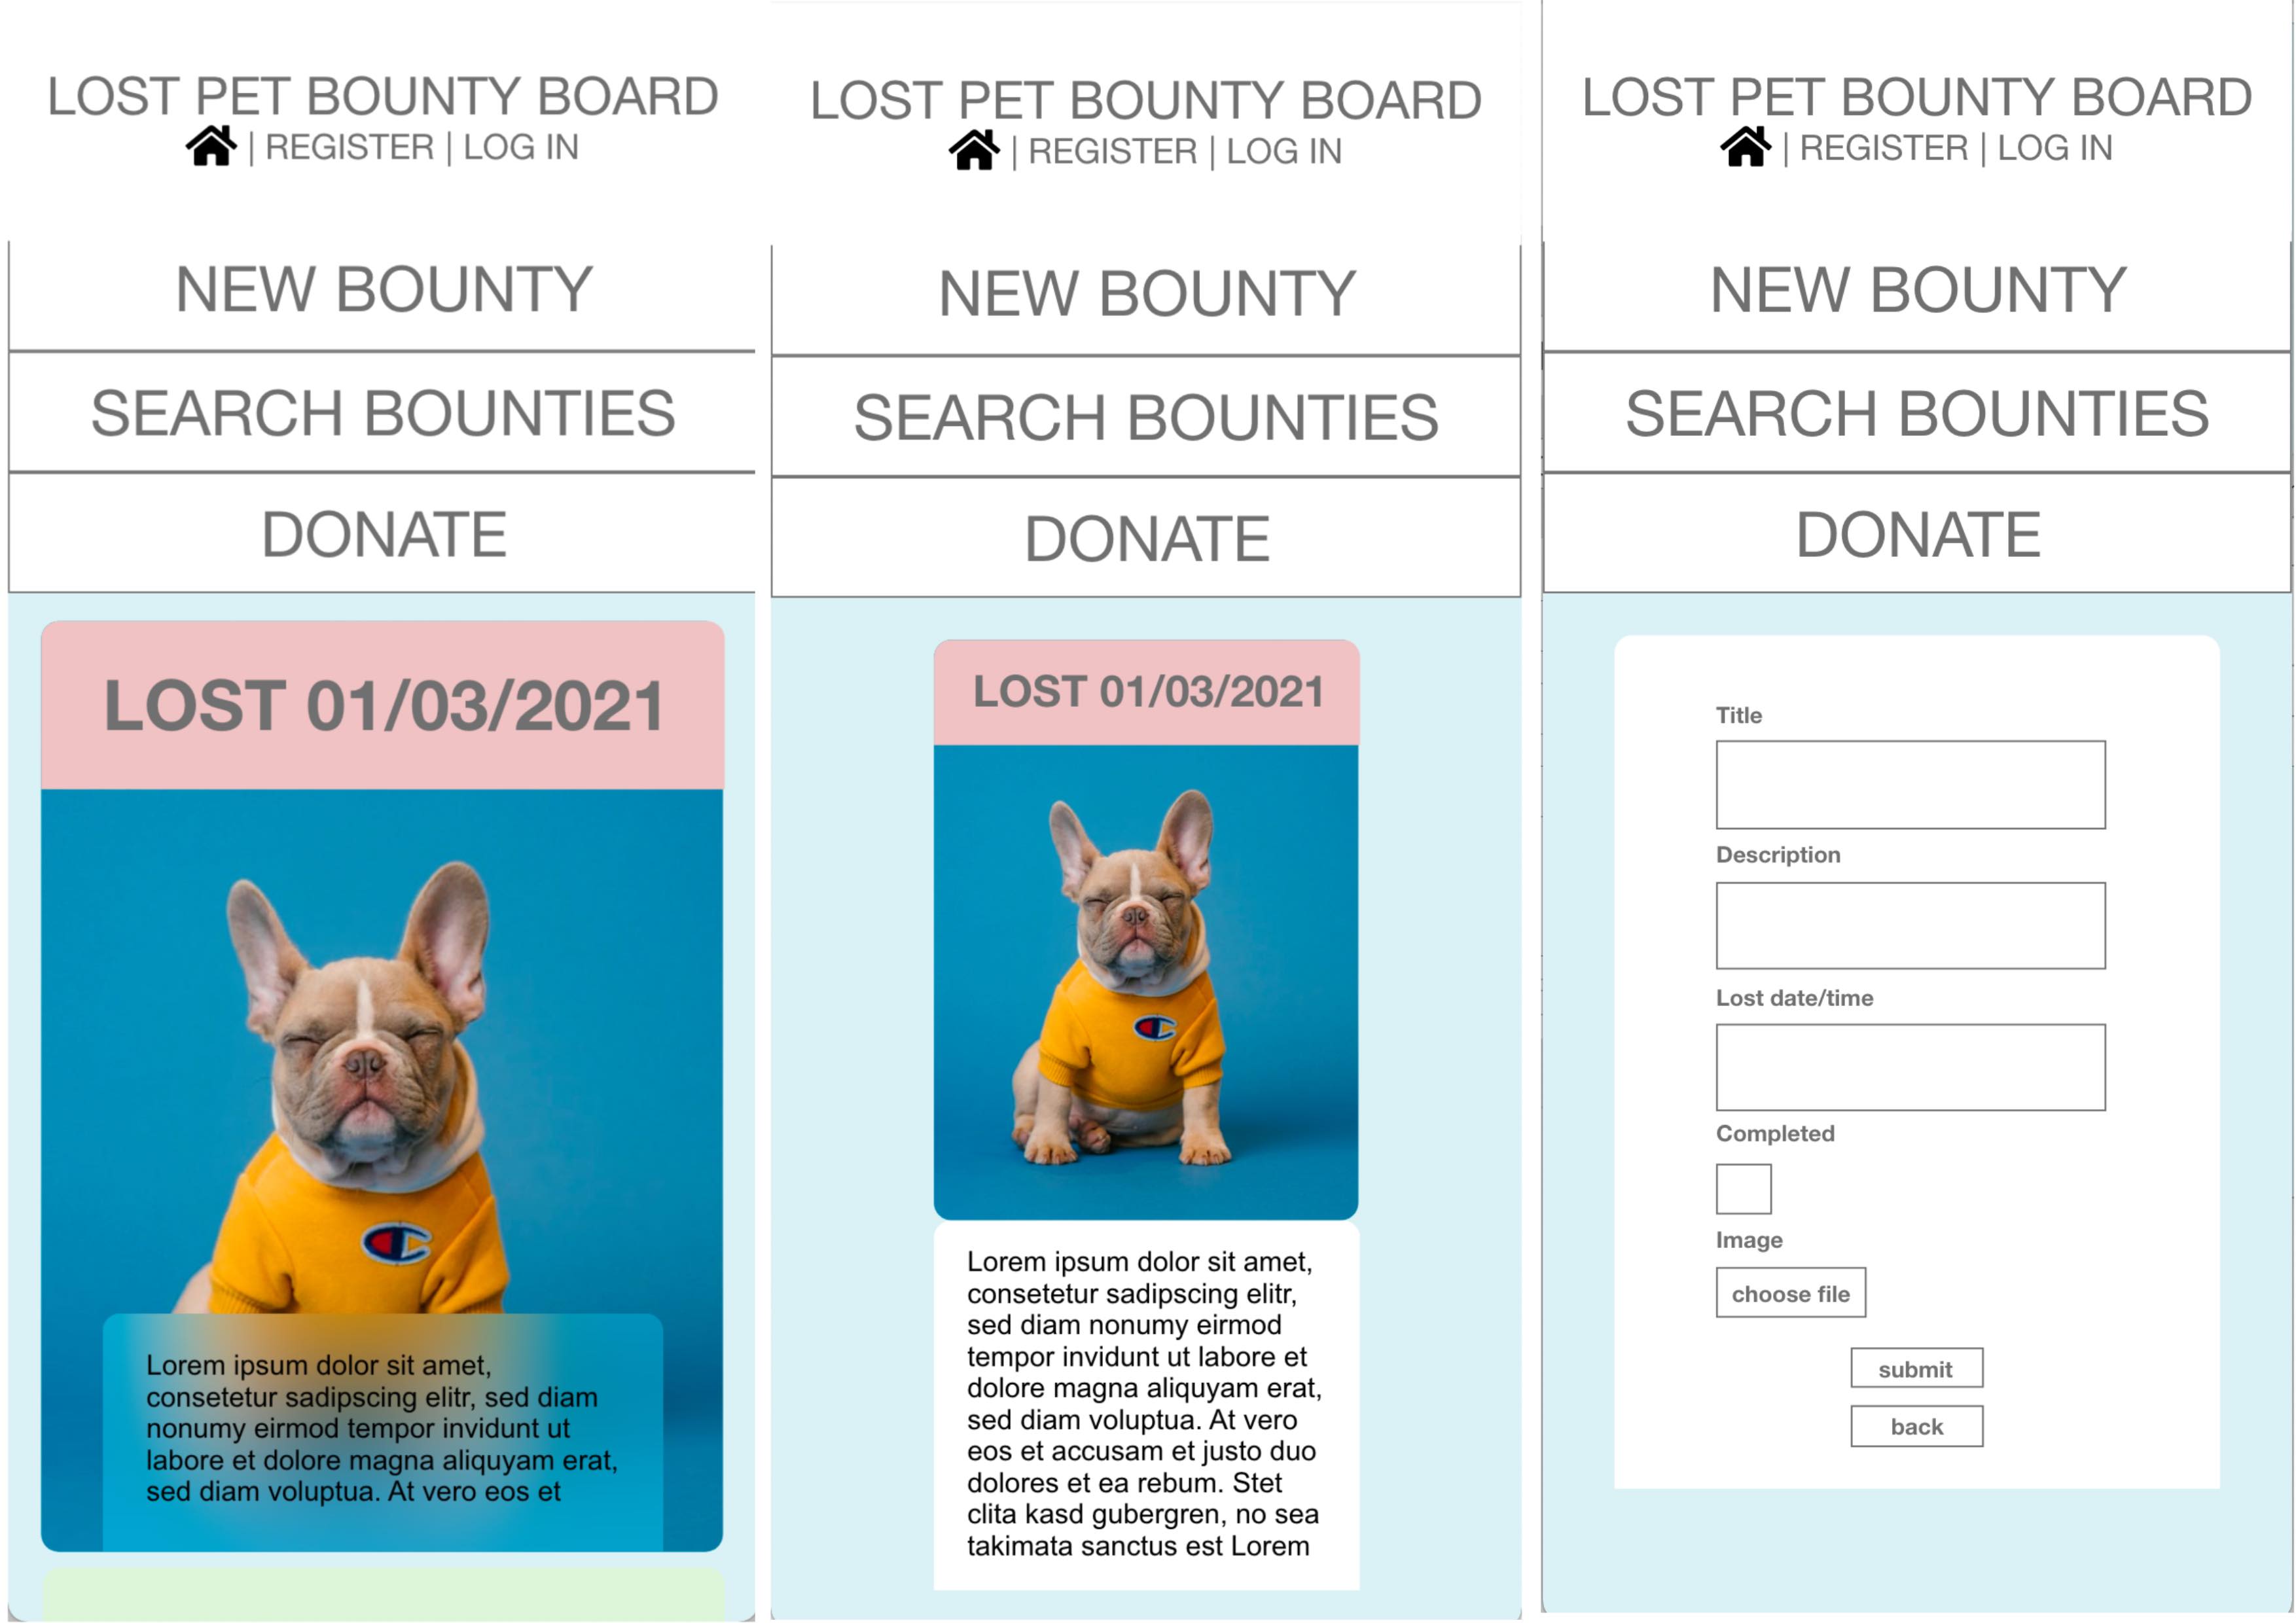 LOST PET BOUNTY BOARD
| REGISTER | LOG IN
NEW BOUNTY
SEARCH BOUNTIES
DONATE
LOST 01/03/2021
Lorem ipsum dolor sit amet,
consetetur sadipscing elitr, sed diam
nonumy eirmod tempor invidunt ut
labore et dolore magna aliquyam erat,
sed diam voluptua. At vero eos et
LOST PET BOUNTY BOARD
| REGISTER | LOG IN
NEW BOUNTY
SEARCH BOUNTIES
DONATE
LOST 01/03/2021
Lorem ipsum dolor sit amet,
consetetur sadipscing elitr,
sed diam nonumy eirmod
tempor invidunt ut labore et
dolore magna aliquyam erat,
sed diam voluptua. At vero
eos et accusam et justo duo
dolores et ea rebum. Stet
clita kasd gubergren, no sea
takimata sanctus est Lorem
LOST PET BOUNTY BOARD
| REGISTER | LOG IN
NEW BOUNTY
SEARCH BOUNTIES
DONATE
Title
Description
Lost date/time
Completed
Image
choose file
submit
back